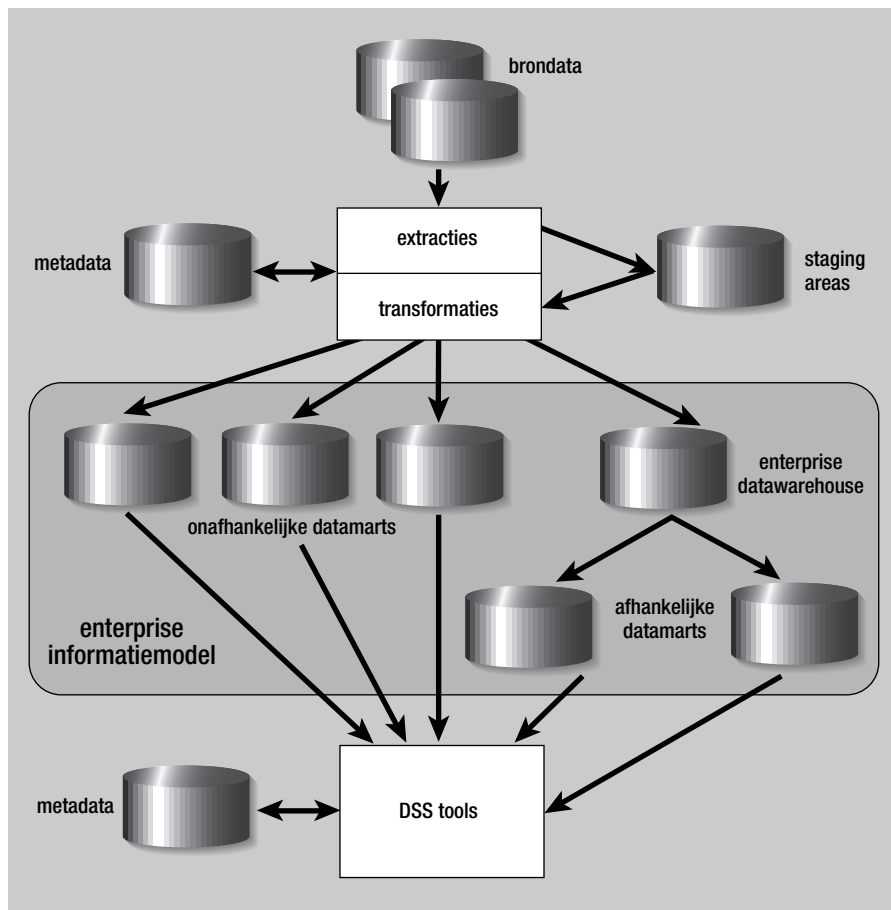 brondata
extracties
metadata
staging
areas
transformaties
enterprise
datawarehouse
onafhankelijke datamarts
afhankelijke
datamarts
enterprise
informatiemodel
metadata
DSS tools